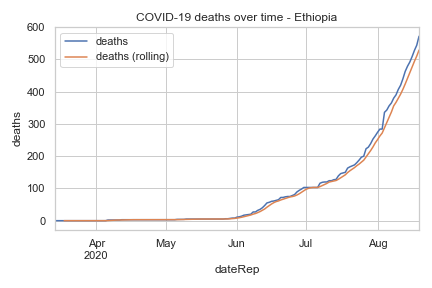 COVID-19 deaths over time - Ethiopia
deaths
deaths (rolling)
600
500
400
300
200
100
0
deaths
Apr
2020
May
Jun
Jul
Aug
dateRep